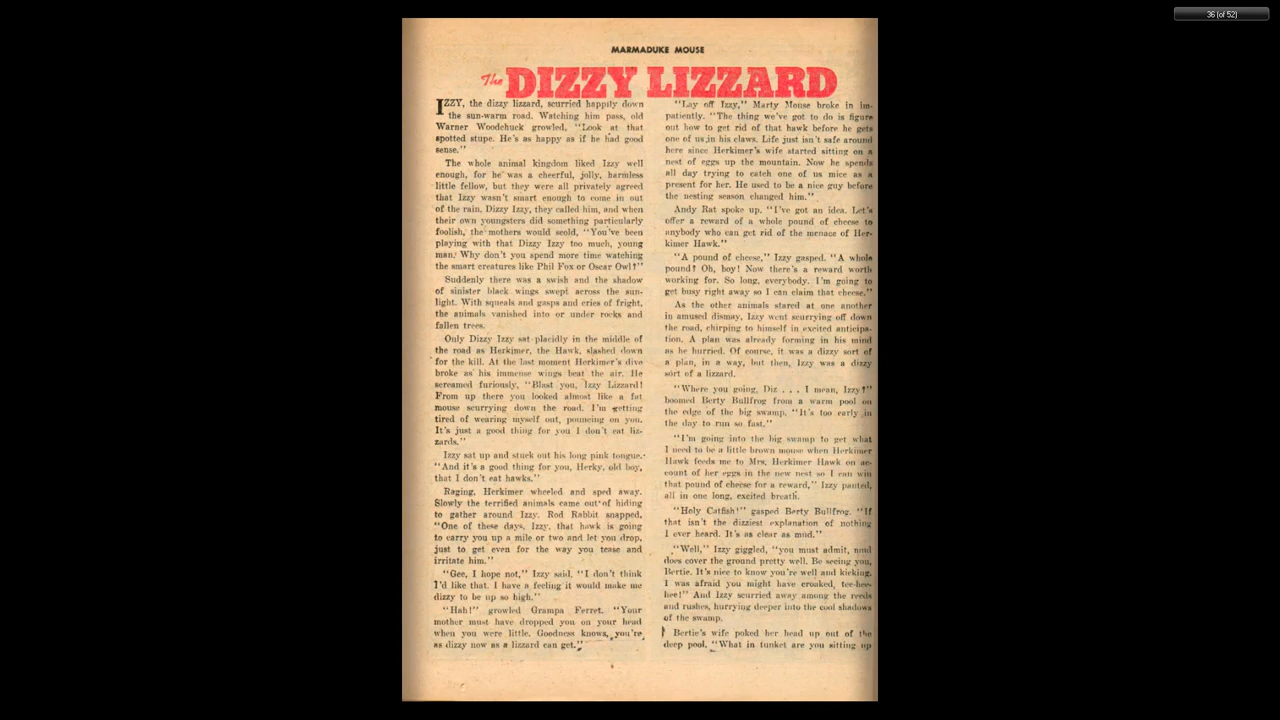 36 (of 52)
MARMADUKE MOUSE
The DIZZY LIZZARD
IZZY, the dizzy lizard, scurried happily down
the sun-warm road. Watching him pass, old
Warner Woodchuck growled, "Look at that
spotted stupe. He's as happy as if he had good
sense."
The whole animal kingdom liked Izzy well
enough, for he was a cheerful, jolly, harmless
little fellow, but they were all privately agreed
that Izzy wasn't smart enough to come in out
of the rain. Dizzy Izzy, they called him, and when
their own youngsters did something particularly
foolish, the mothers would scold, "You've been
playing with that Dizzy Izzy too much, young
man. Why don't you spend more time watching
the smart creatures like Phil Fox or Oscar Owl?"
Suddenly there was a swish and the shadow
of sinister black wings swept across the sun-
light. With squeals and gasps and cries of fright,
the animals vanished into or under rocks and
fallen trees.
Only Dizzy Izzy sat placidly in the middle of
the road as Herkimer, the Hawk, slashed down
for the kill. At the last moment Herkimer's dive
broke as his immense wings beat the air. He
screamed furiously, "Blast you, Izzy Lizzard!
From up there you looked almost like a fat
mouse scurrying down the road. I'm getting
tired of wearing myself out, pouncing on you.
It's just a good thing for you I don't eat liz-
zards."
Izzy sat up and stuck out his long pink tongue.
"And it's a good thing for you, Herky, old boy,
that I don't eat hawks."
Raging, Herkimer wheeled and sped away.
Slowly the terrified animals came out of hiding
to gather around Izzy. Rod Rabbit snapped,
"One of these days, Izzy, that hawk is going
to carry you up a mile or two and let you drop,
just to get even for the way you tease and
irritate him."
"Gee, I hope not," Izzy said, "I don't think
I'd like that. I have a feeling it would make me
dizzy to be up so high."
"Hah!" growled Grampa Ferret. "Your
mother must have dropped you on your head
when you were little. Goodness knows, you're
as dizzy now as a lizzard can get."
"Lay off Izzy," Marty Mouse broke in im-
patiently. "The thing we've got to do is figure
out how to get rid of that hawk before he gets
one of us in his claws. Life just isn't safe around
here since Herkimer's wife started sitting on a
nest of eggs up the mountain. Now he spends
all day trying to catch one of us mice as a
present for her. He used to be a nice guy before
the nesting season changed him."
Andy Rat spoke up. "I've got an idea. Let's
offer a reward of a whole pound of cheese to
anybody who can get rid of the menace of Her-
kimer Hawk."
"A pound of cheese," Izzy gasped. "A whole
pound? Oh, boy! Now there's a reward worth
working for. So long, everybody. I'm going to
get busy right away so I can claim that cheese."
As the other animals stared at one another
in amused dismay, Izzy went scurrying off down
the road, chirping to himself in excited anticipa-
tion. A plan was already forming in his mind
as he hurried. Of course, it was a dizzy sort of
a plan, in a way, but then, Izzy was a dizzy
sort of a lizzard.
"Where you going, Diz . . . I mean, Izzy?"
boomed Berty Bullfrog from a warm pool on
the edge of the big swamp. "It's too early in
the day to run so fast."
"I'm going into the big swamp to get what
I need to be a little brown mouse when Herkimer
Hawk feeds me to Mrs. Herkimer Hawk on ac-
count of her eggs in the new nest so I can win
that pound of cheese for a reward," Izzy panted,
all in one long, excited breath.
"Holy Catfish!" gasped Berty Bullfrog. "If
that isn't the dizziest explanation of nothing
I ever heard. It's as clear as mud."
"Well," Izzy giggled, "you must admit, mud
does cover the ground pretty well. Be seeing you,
Bertie. It's nice to know you're well and kicking.
I was afraid you might have croaked, tee-hee-
hee!" And Izzy scurried away among the reeds
and rushes, hurrying deeper into the cool shadows
of the swamp.
Bertie's wife poked her head up out of the
deep pool. "What in tunket are you sitting up